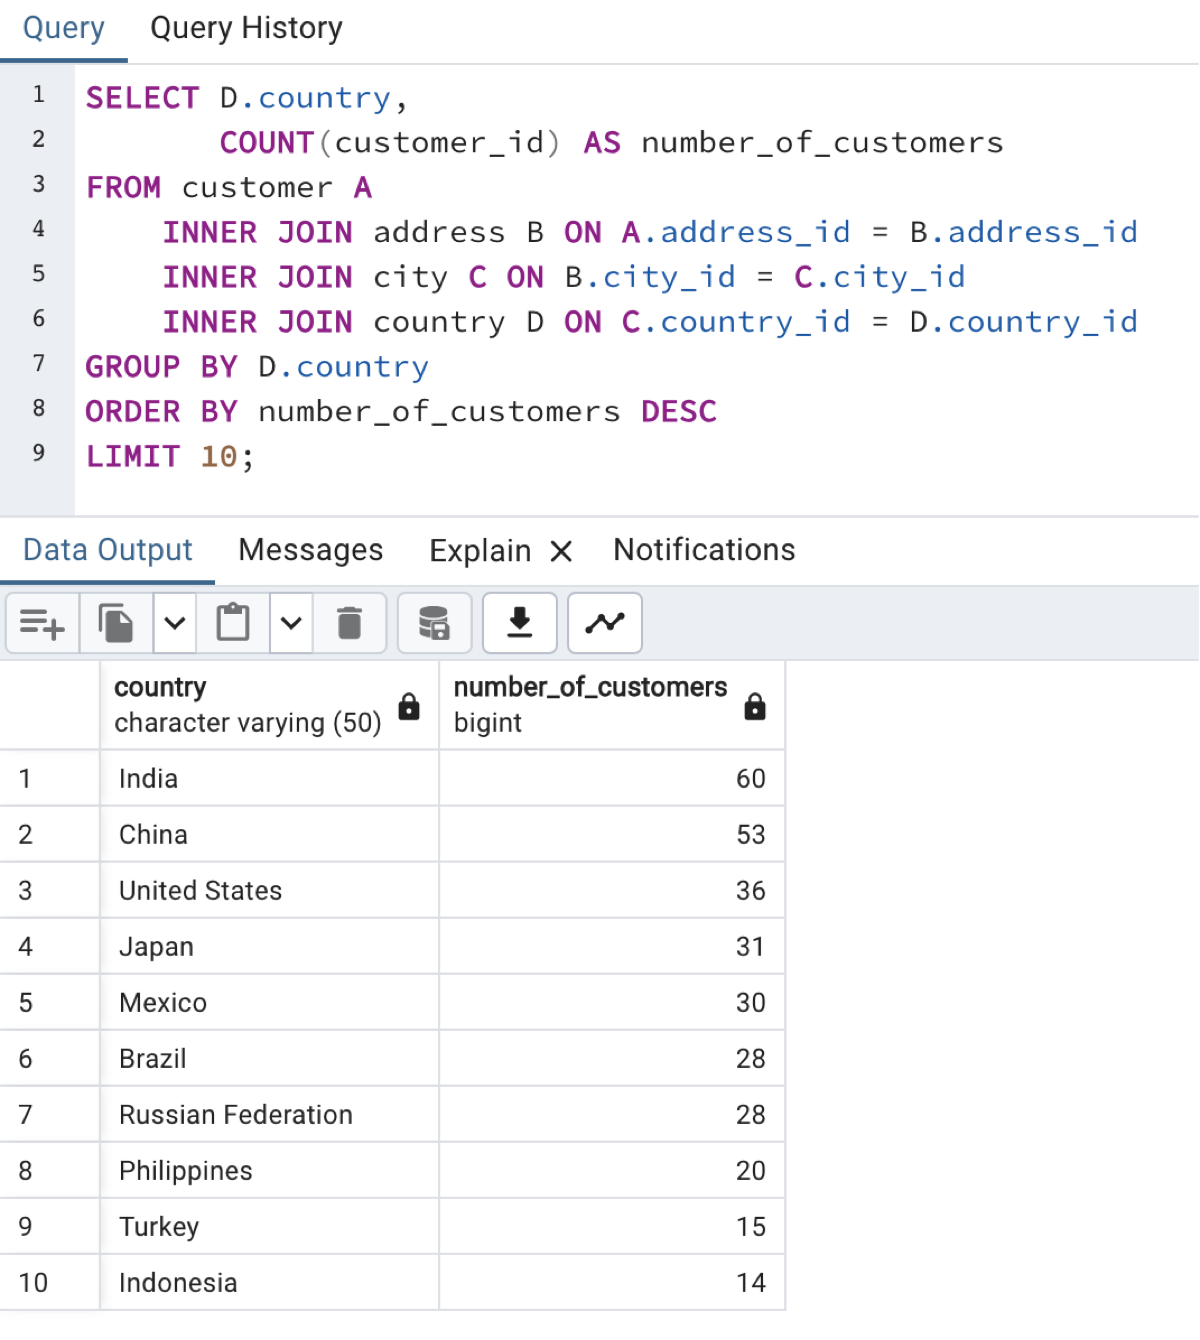 Query Query History
1 SELECT D.country,
2 COUNT(customer_id) AS number_of_customers
3 FROM customer A
4 INNER JOIN address B ON A.address_id = B.address_id
5 INNER JOIN city C ON B.city_id = C.city_id
6 INNER JOIN country D ON C.country_id = D.country_id
7 GROUP BY D.country
8 ORDER BY number_of_customers DESC
9 LIMIT 10;
Data Output Messages Explain Notifications
country number_of_customers
character varying (50) bigint
1 India 60
2 China 53
3 United States 36
4 Japan 31
5 Mexico 30
6 Brazil 28
7 Russian Federation 28
8 Philippines 20
9 Turkey 15
10 Indonesia 14